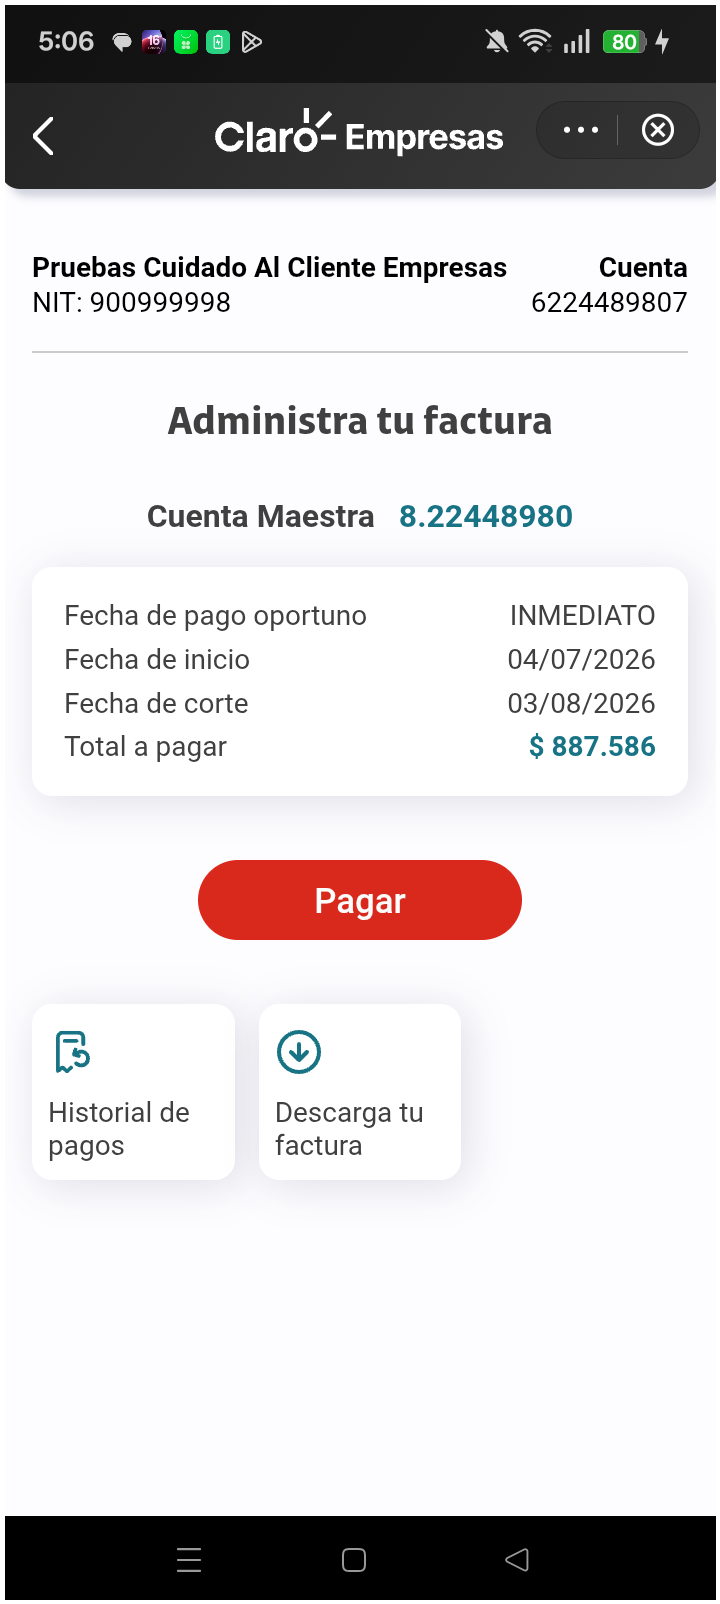 5:06
16
80
Claro Empresas
Pruebas Cuidado Al Cliente Empresas
Cuenta
NIT: 900999998
6224489807
Administra tu factura
Cuenta Maestra 8.22448980
Fecha de pago oportuno INMEDIATO
Fecha de inicio 04/07/2026
Fecha de corte 03/08/2026
Total a pagar $ 887.586
Pagar
Historial de
pagos
Descarga tu
factura